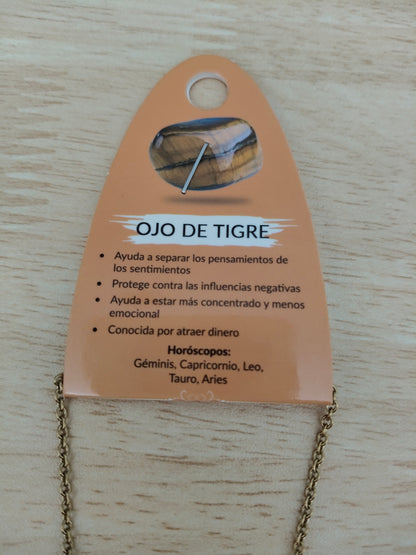 OJO DE TIGRE
• Ayuda a separar los pensamientos de
los sentimientos
• Protege contra las influencias negativas
• Ayuda a estar más concentrado y menos
emocional
• Conocida por atraer dinero
Horóscopos:
Géminis, Capricornio, Leo,
Tauro, Aries